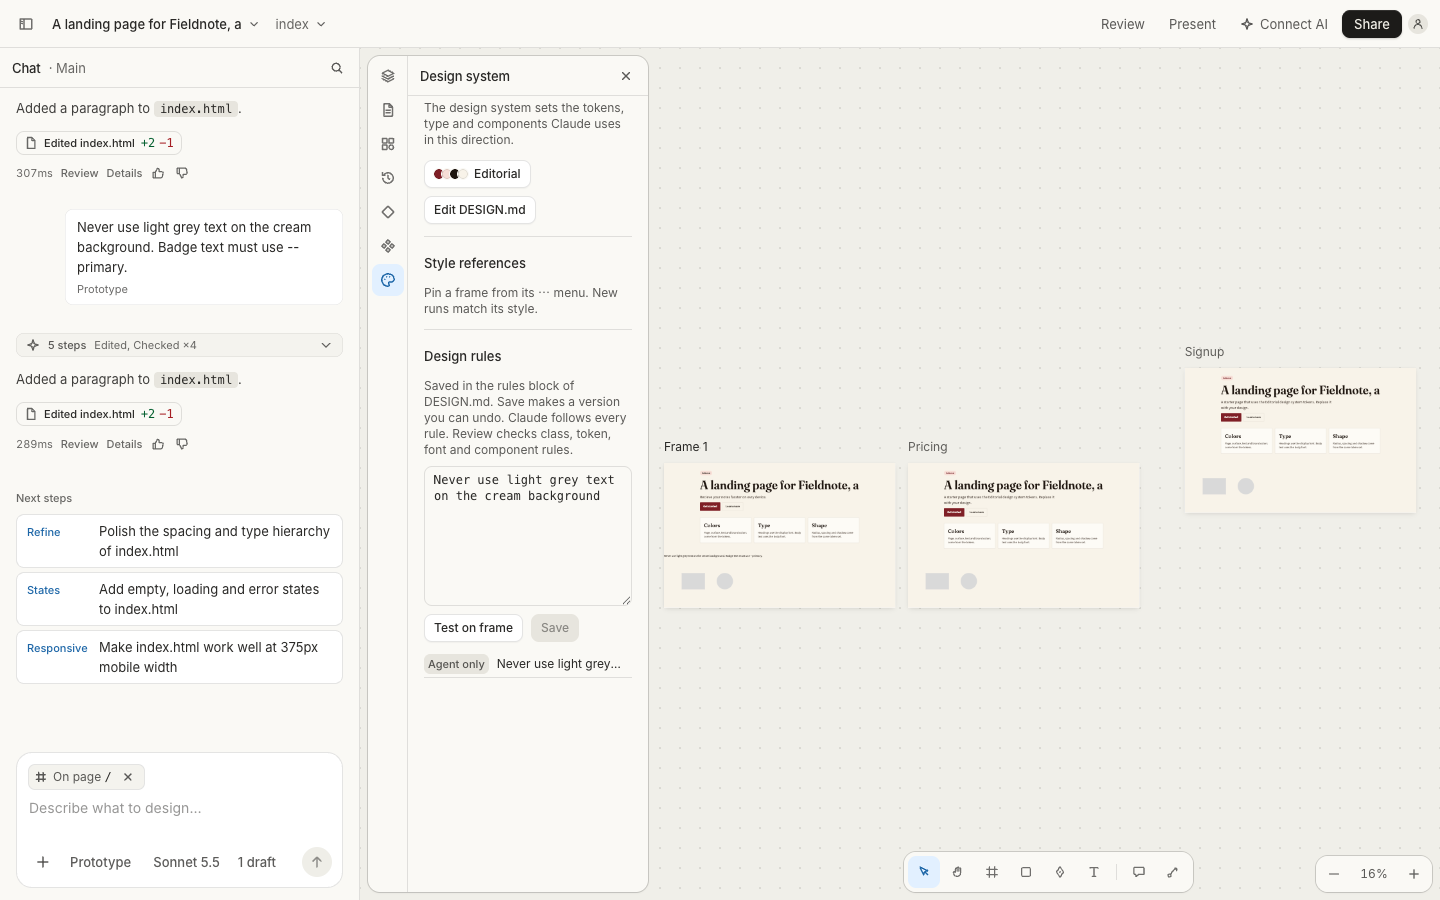 A landing page for Fieldnote, a
index
Review
Present
Connect AI
Share
Chat · Main
Added a paragraph to index.html.
Edited index.html +2 −1
307ms Review Details
Never use light grey text on the cream
background. Badge text must use --
primary.
Prototype
5 steps Edited, Checked ×4
Added a paragraph to index.html.
Edited index.html +2 −1
289ms Review Details
Next steps
Refine Polish the spacing and type hierarchy
of index.html
States Add empty, loading and error states
to index.html
Responsive Make index.html work well at 375px
mobile width
On page /
Describe what to design...
Prototype Sonnet 5.5 1 draft
Design system
The design system sets the tokens,
type and components Claude uses
in this direction.
Editorial
Edit DESIGN.md
Style references
Pin a frame from its ··· menu. New
runs match its style.
Design rules
Saved in the rules block of
DESIGN.md. Save makes a version
you can undo. Claude follows every
rule. Review checks class, token,
font and component rules.
Never use light grey text
on the cream background
Test on frame Save
Agent only Never use light grey...
Frame 1
A landing page for Fieldnote, a
Colors Type Shape
Pricing
A landing page for Fieldnote, a
Colors Type Shape
Signup
A landing page for Fieldnote, a
Colors Type Shape
16%